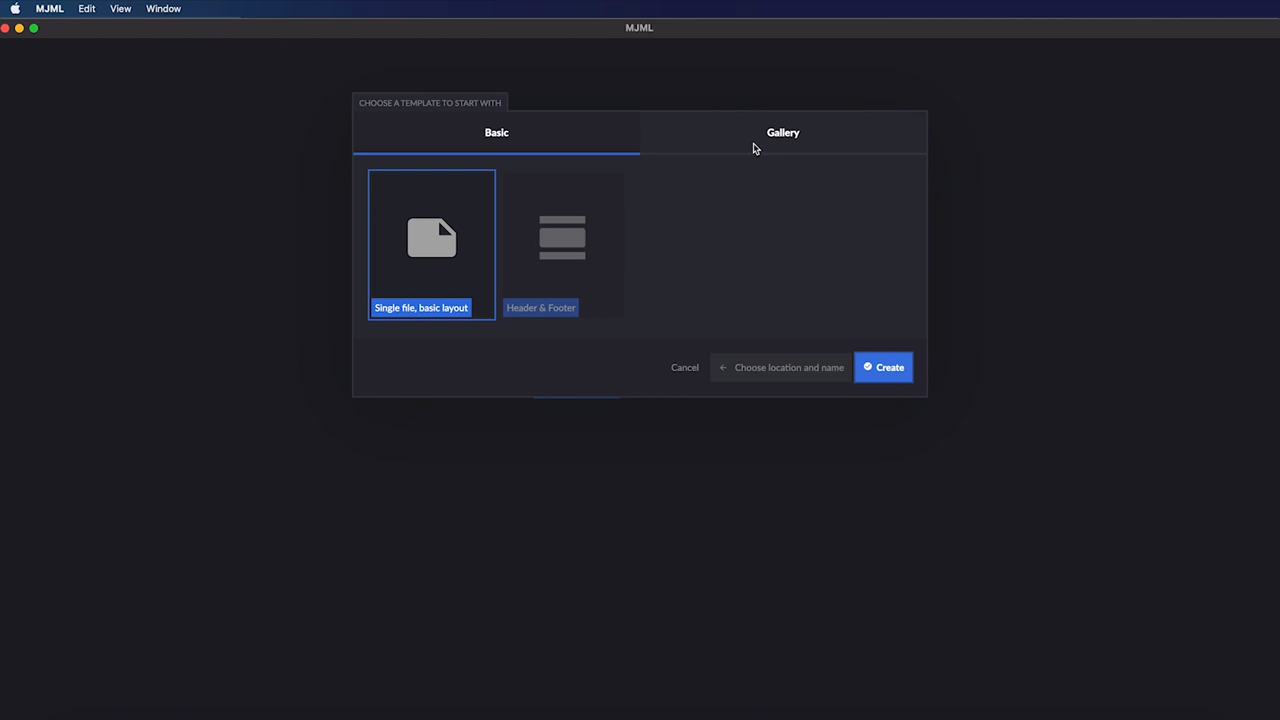 MJML Edit View Window
MJML
CHOOSE A TEMPLATE TO START WITH
Basic Gallery
Single file, basic layout Header & Footer
Cancel Choose location and name Create